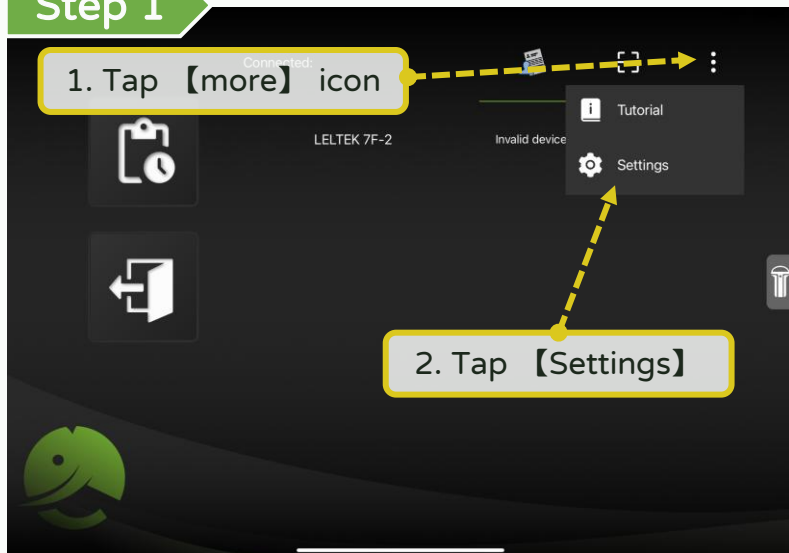 Step 1
Connected:
1. Tap 【more】 icon
Tutorial
LELTEK 7F-2
Invalid device
Settings
2. Tap 【Settings】